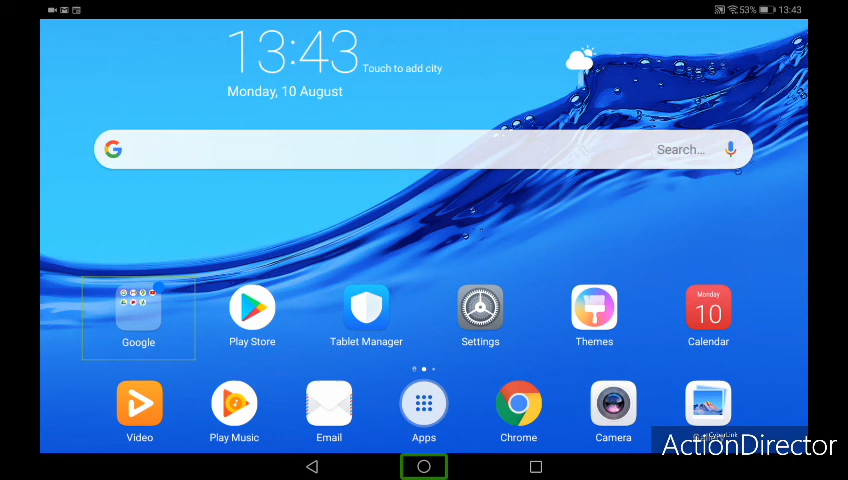 53% 13:43
13:43
Touch to add city
Monday, 10 August
G Search...
Google Play Store Tablet Manager Settings Themes Calendar
Monday
10
Video Play Music Email Apps Chrome Camera
CyberLink
ActionDirector